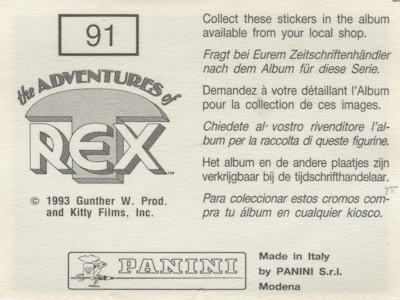 91
the ADVENTURES of
T REX™
© 1993 Gunther W. Prod.
and Kitty Films, Inc.
Collect these stickers in the album
available from your local shop.
Fragt bei Eurem Zeitschriftenhändler
nach dem Album für diese Serie.
Demandez à votre détaillant l'Album
pour la collection de ces images.
Chiedete al vostro rivenditore l'al-
bum per la raccolta di queste figurine.
Het album en de andere plaatjes zijn
verkrijgbaar bij de tijdschrifthandelaar.
Para coleccionar estos cromos com-
pra tu álbum en cualquier kiosco.
PANINI
Made in Italy
by PANINI S.r.l.
Modena